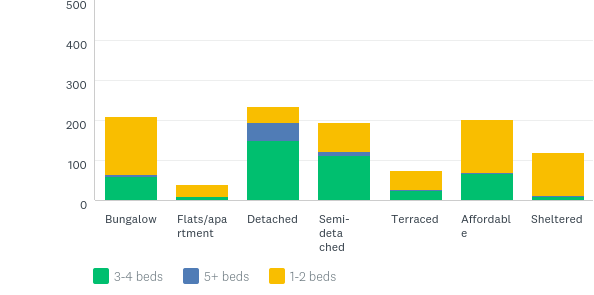 500
400
300
200
100
0
Bungalow Flats/apa Detached Semi- Terraced Affordabl Sheltered
rtment deta e
ched
3-4 beds 5+ beds 1-2 beds